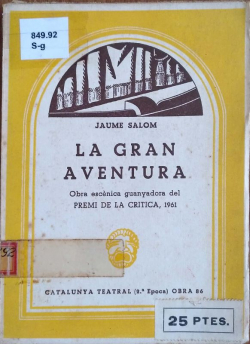 849.92
S-g
JAUME SALOM
LA GRAN
AVENTURA
Obra escènica guanyadora del
PREMI DE LA CRITICA, 1961
CATALUNYA TEATRAL (2.ª Epoca) OBRA 86
25 PTES.